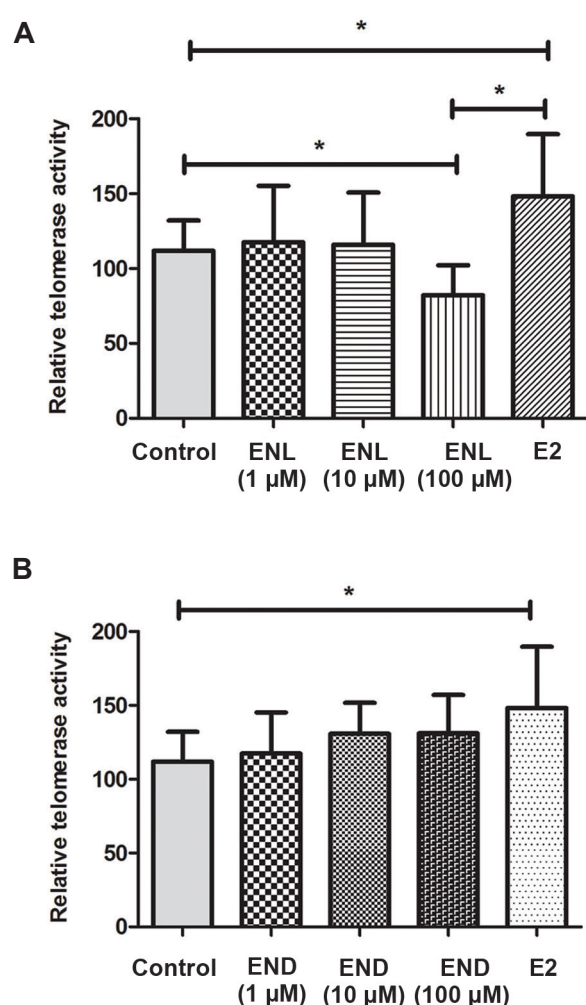 A
*
*
*
Relative telomerase activity
200
150
100
50
0
Control ENL ENL ENL E2
(1 µM) (10 µM) (100 µM)
B
*
Relative telomerase activity
200
150
100
50
0
Control END END END E2
(1 µM) (10 µM) (100 µM)